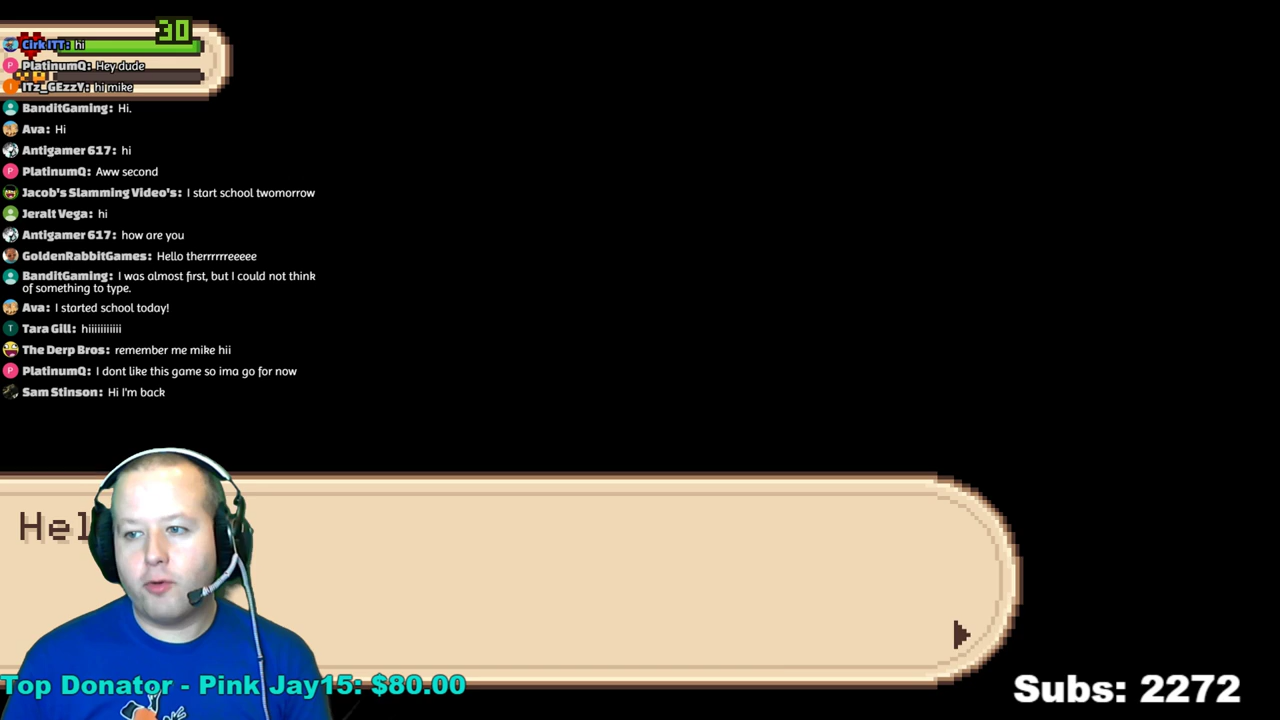 30
Cirk ITT: hi
PlatinumQ: Hey dude
ITz_GEzzY: hi mike
BanditGaming: Hi.
Ava: Hi
Antigamer 617: hi
PlatinumQ: Aww second
Jacob's Slamming Video's: I start school twomorrow
Jeralt Vega: hi
Antigamer 617: how are you
GoldenRabbitGames: Hello therrrrrreeeee
BanditGaming: I was almost first, but I could not think
of something to type.
Ava: I started school today!
Tara Gill: hiiiiiiiiiii
The Derp Bros: remember me mike hii
PlatinumQ: I dont like this game so ima go for now
Sam Stinson: Hi I'm back
Hel
Top Donator - Pink Jay15: $80.00
Subs: 2272